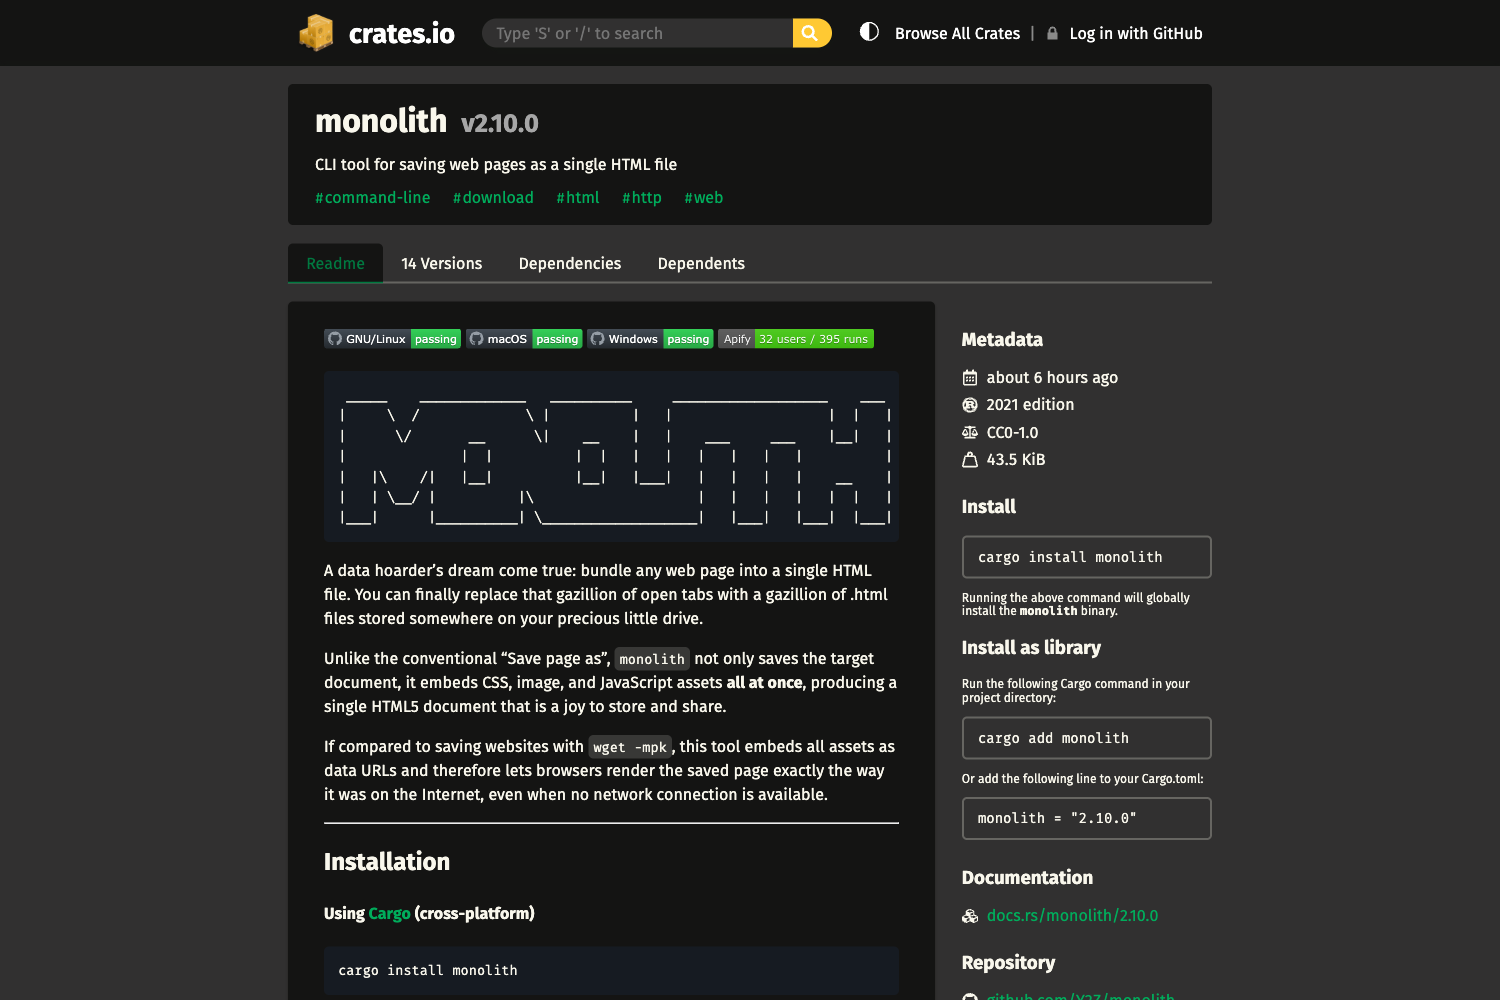 crates.io
Type 'S' or '/' to search
Browse All Crates | Log in with GitHub
monolith v2.10.0
CLI tool for saving web pages as a single HTML file
#command-line #download #html #http #web
Readme 14 Versions Dependencies Dependents
GNU/Linux passing macOS passing Windows passing Apify 32 users / 395 runs
A data hoarder’s dream come true: bundle any web page into a single HTML
file. You can finally replace that gazillion of open tabs with a gazillion of .html
files stored somewhere on your precious little drive.
Unlike the conventional “Save page as”, monolith not only saves the target
document, it embeds CSS, image, and JavaScript assets all at once, producing a
single HTML5 document that is a joy to store and share.
If compared to saving websites with wget -mpk, this tool embeds all assets as
data URLs and therefore lets browsers render the saved page exactly the way
it was on the Internet, even when no network connection is available.
Installation
Using Cargo (cross-platform)
cargo install monolith
Metadata
about 6 hours ago
2021 edition
CC0-1.0
43.5 KiB
Install
cargo install monolith
Running the above command will globally
install the monolith binary.
Install as library
Run the following Cargo command in your
project directory:
cargo add monolith
Or add the following line to your Cargo.toml:
monolith = "2.10.0"
Documentation
docs.rs/monolith/2.10.0
Repository
github.com/Y2Z/monolith